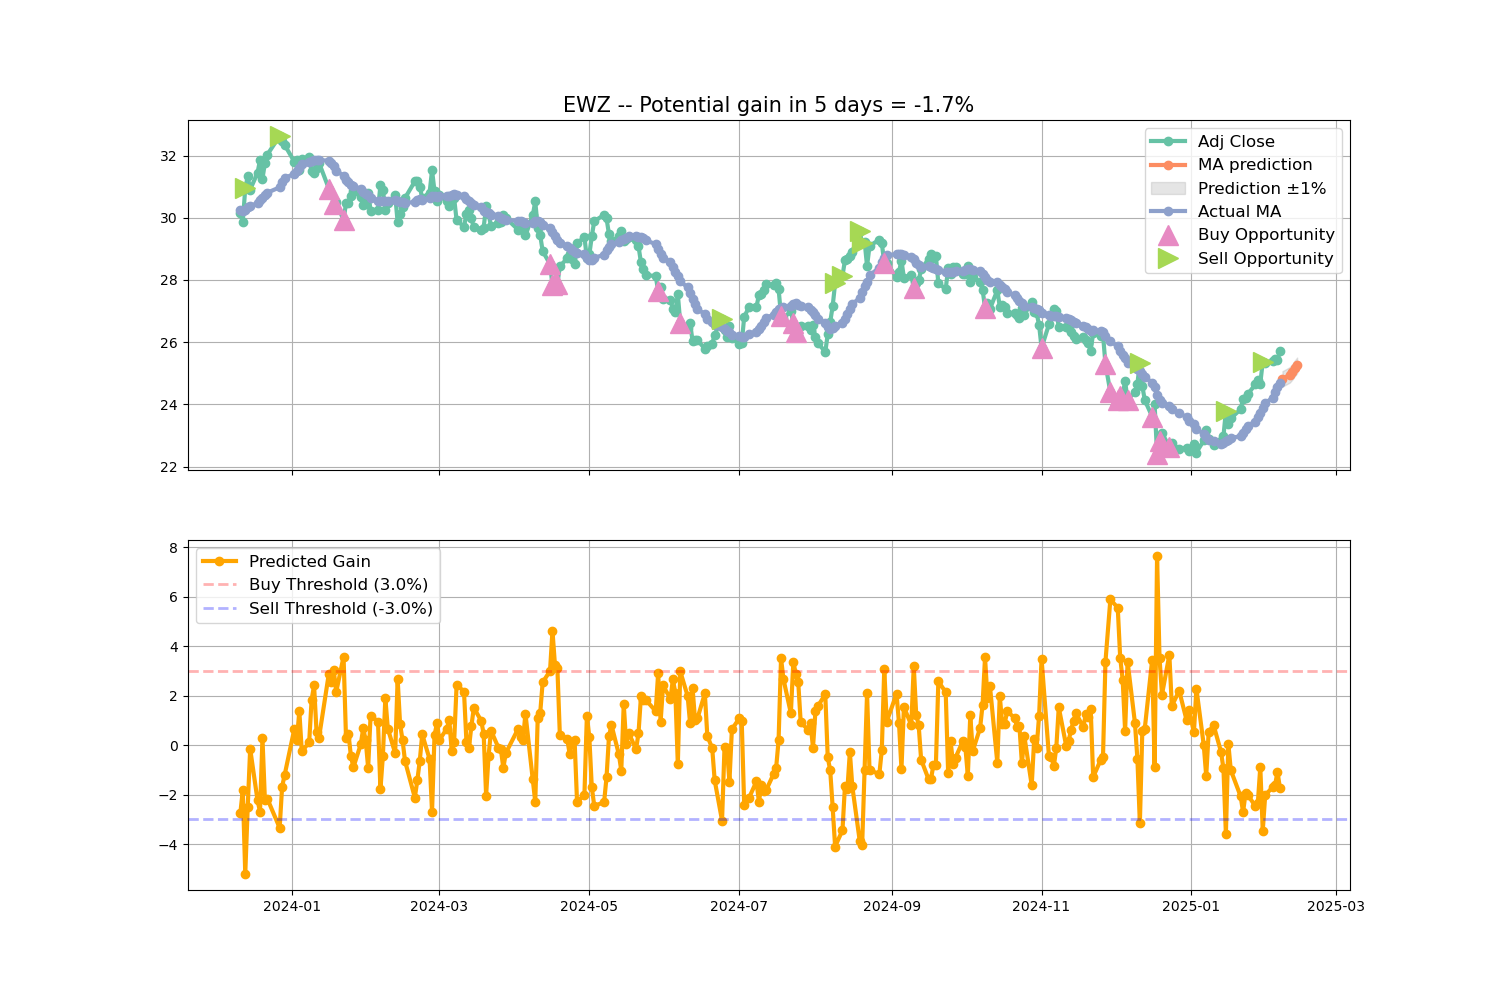 EWZ -- Potential gain in 5 days = -1.7%
32
30
28
26
24
22
Adj Close
MA prediction
Prediction ±1%
Actual MA
Buy Opportunity
Sell Opportunity
8
6
4
2
0
−2
−4
Predicted Gain
Buy Threshold (3.0%)
Sell Threshold (-3.0%)
2024-01
2024-03
2024-05
2024-07
2024-09
2024-11
2025-01
2025-03